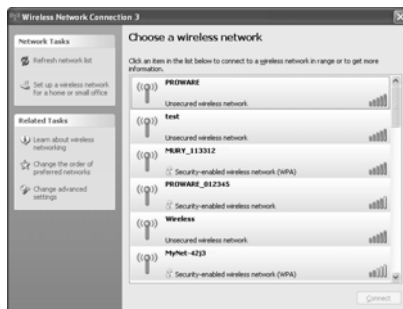 Wireless Network Connection 3
Network Tasks
Refresh network list
Set up a wireless network
for a home or small office
Related Tasks
Learn about wireless
networking
Change the order of
preferred networks
Change advanced
settings
Choose a wireless network
Click an item in the list below to connect to a wireless network in range or to get more
information.
PROWARE
Unsecured wireless network
test
Unsecured wireless network
MURY_113312
Security-enabled wireless network (WPA)
PROWARE_012345
Security-enabled wireless network
Wireless
Unsecured wireless network
MyNet-42j3
Security-enabled wireless network (WPA)
Connect